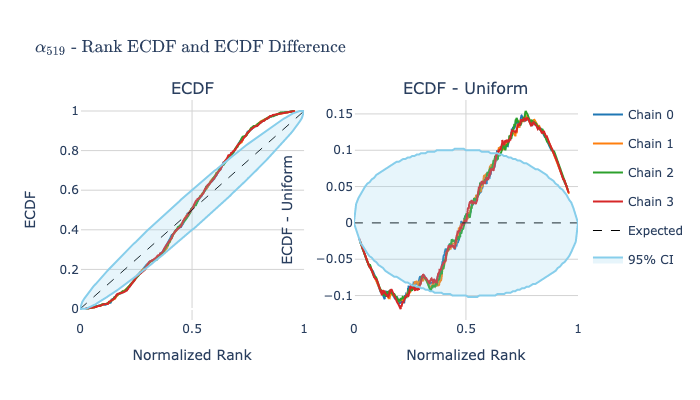 α519 - Rank ECDF and ECDF Difference
ECDF
ECDF - Uniform
1
0.8
0.6
0.4
0.2
0
0
0.5
1
ECDF
Normalized Rank
0.15
0.1
0.05
0
−0.05
−0.1
0
0.5
1
ECDF - Uniform
Normalized Rank
Chain 0
Chain 1
Chain 2
Chain 3
Expected
95% CI